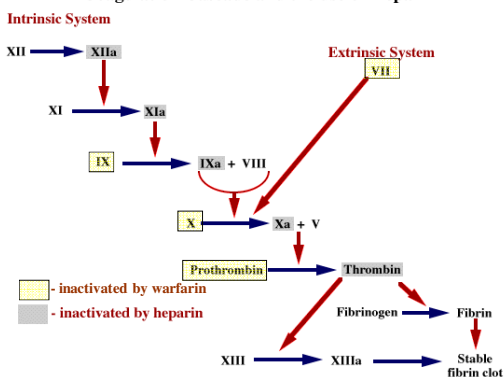 Intrinsic System
XII XIIa
Extrinsic System
VII
XI XIa
IX IXa + VIII
X Xa + V
Prothrombin Thrombin
- inactivated by warfarin
- inactivated by heparin
Fibrinogen Fibrin
XIII XIIIa Stable
fibrin clot